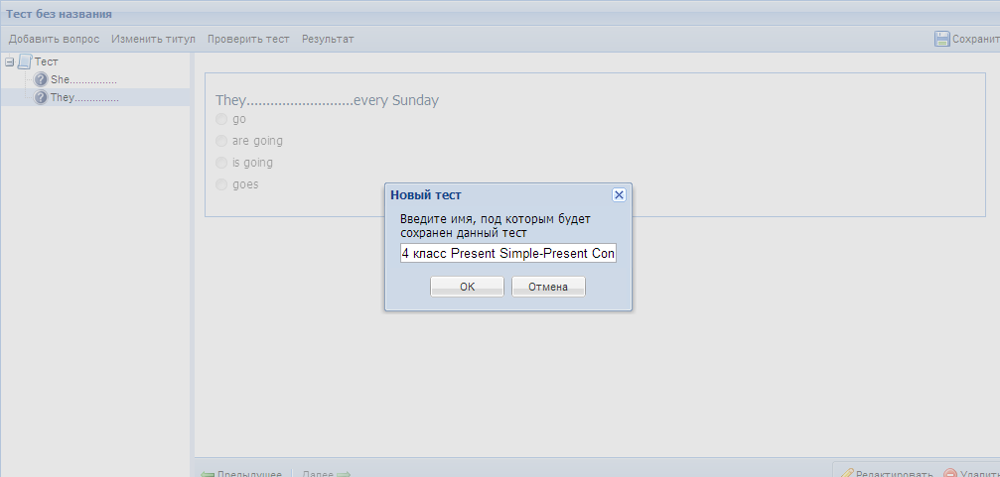 Тест без названия
Добавить вопрос Изменить титул Проверить тест Результат Сохранит
Тест
She...............
They..............
They...........................every Sunday
go
are going
is going
goes
Новый тест
Введите имя, под которым будет
сохранен данный тест
4 класс Present Simple-Present Con
ОК Отмена
Предыдущее Далее Редактировать Удалить